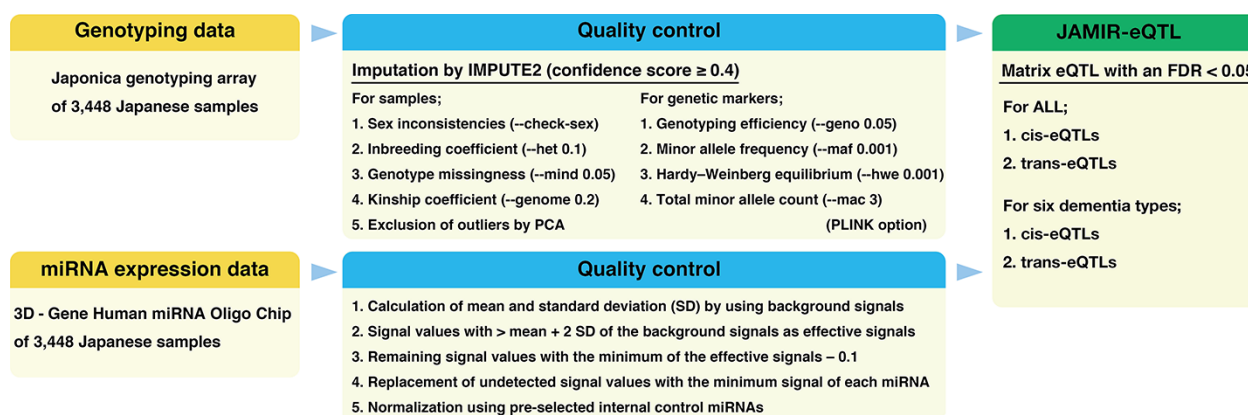 Genotyping data
Japonica genotyping array
of 3,448 Japanese samples
Quality control
Imputation by IMPUTE2 (confidence score ≥ 0.4)
For samples;
1. Sex inconsistencies (--check-sex)
2. Inbreeding coefficient (--het 0.1)
3. Genotype missingness (--mind 0.05)
4. Kinship coefficient (--genome 0.2)
5. Exclusion of outliers by PCA
For genetic markers;
1. Genotyping efficiency (--geno 0.05)
2. Minor allele frequency (--maf 0.001)
3. Hardy–Weinberg equilibrium (--hwe 0.001)
4. Total minor allele count (--mac 3)
(PLINK option)
JAMIR-eQTL
Matrix eQTL with an FDR < 0.05
For ALL;
1. cis-eQTLs
2. trans-eQTLs
For six dementia types;
1. cis-eQTLs
2. trans-eQTLs
miRNA expression data
3D - Gene Human miRNA Oligo Chip
of 3,448 Japanese samples
Quality control
1. Calculation of mean and standard deviation (SD) by using background signals
2. Signal values with > mean + 2 SD of the background signals as effective signals
3. Remaining signal values with the minimum of the effective signals – 0.1
4. Replacement of undetected signal values with the minimum signal of each miRNA
5. Normalization using pre-selected internal control miRNAs